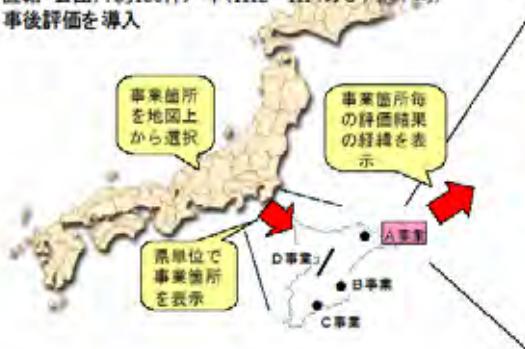 事後評価を導入
事業箇所
を地図上
から選択
事業箇所毎
の評価結果
の経緯を表
示
県単位で
事業箇所
を表示
A事業
D事業
B事業
C事業